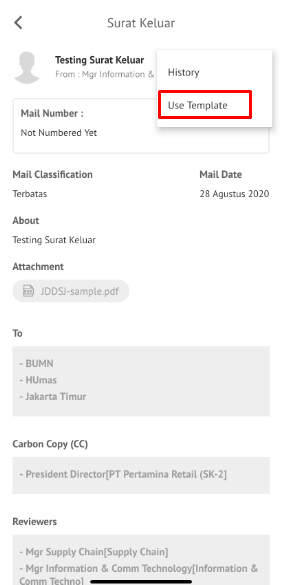 Surat Keluar
Testing Surat Keluar
From : Mgr Information &
History
Use Template
Mail Number :
Not Numbered Yet
Mail Classification
Mail Date
Terbatas
28 Agustus 2020
About
Testing Surat Keluar
Attachment
JDDSJ-sample.pdf
To
- BUMN
- HUmas
- Jakarta Timur
Carbon Copy (CC)
- President Director[PT Pertamina Retail (SK-2]
Reviewers
- Mgr Supply Chain[Supply Chain]
- Mgr Information & Comm Technology[Information &
Comm Techno]